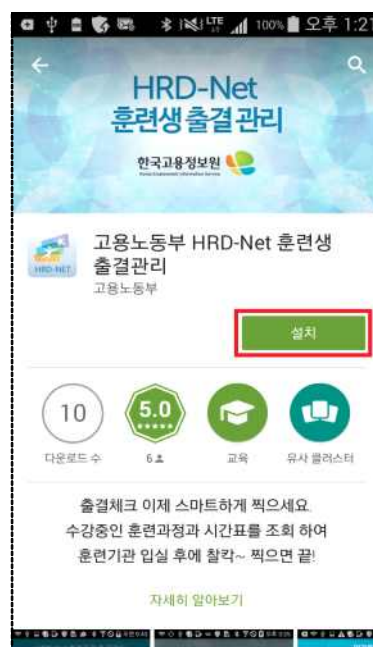 LTE 100% 오후 1:21
HRD-Net
훈련생 출결 관리
한국고용정보원
고용노동부 HRD-Net 훈련생
출결관리
HRD-NET
고용노동부
설치
10
5.0
다운로드 수
6
교육
유사 클러스터
출결체크 이제 스마트하게 찍으세요.
수강중인 훈련과정과 시간표를 조회 하여
훈련기관 입실 후에 찰칵~ 찍으면 끝!
자세히 알아보기